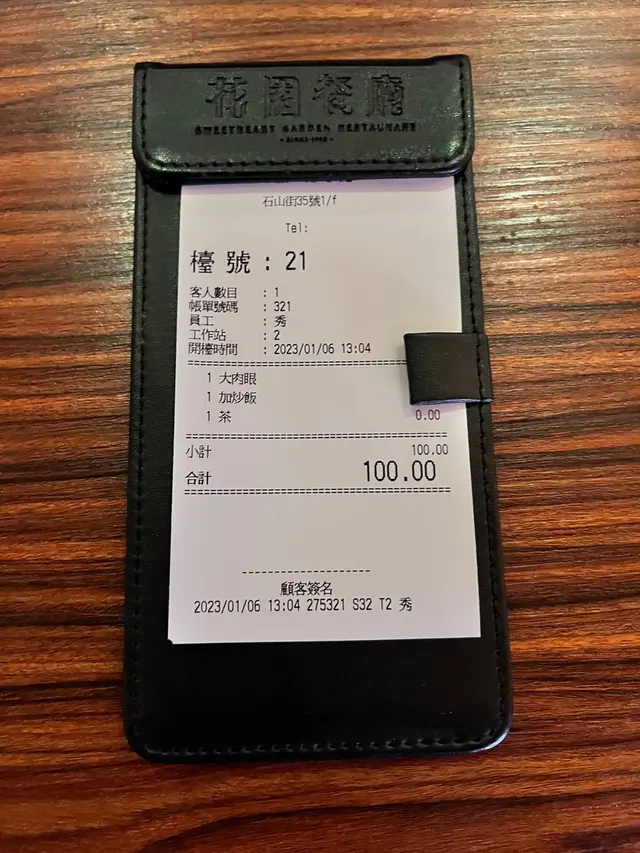 花園餐廳
SWEETHEART GARDEN RESTAURANT
石山街35號1/f
Tel:
檯 號 : 21
客人數目 : 1
帳單號碼 : 321
員工 : 秀
工作站 : 2
開檯時間 : 2023/01/06 13:04
1 大肉眼
1 加炒飯
1 茶 0.00
小計 100.00
合計 100.00
顧客簽名
2023/01/06 13:04 275321 S32 T2 秀